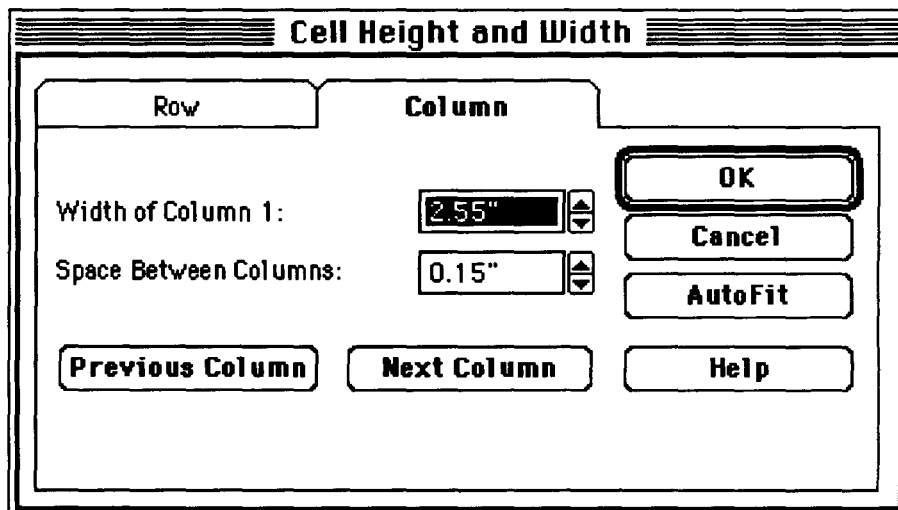 Cell Height and Width
Row
Column
Width of Column 1:
2.55"
Space Between Columns:
0.15"
OK
Cancel
AutoFit
Previous Column
Next Column
Help